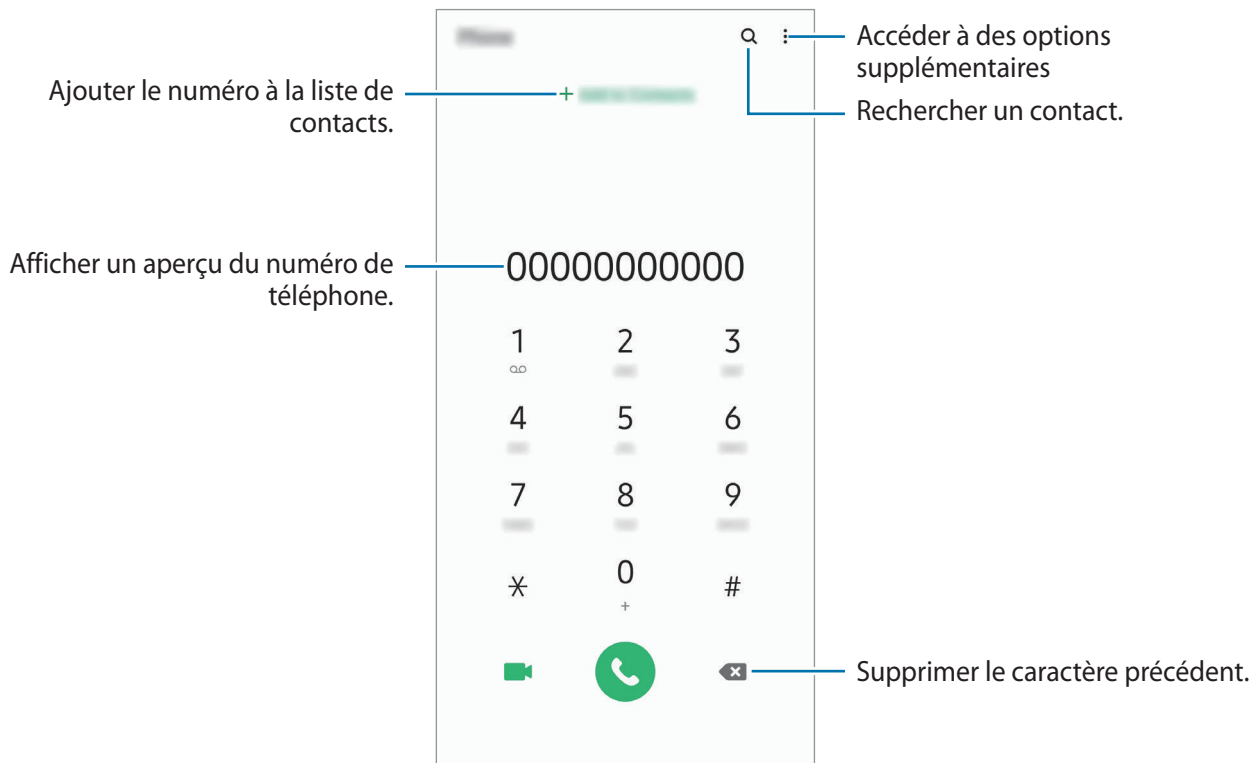 Accéder à des options
supplémentaires
Rechercher un contact.
Ajouter le numéro à la liste de
contacts.
+
Afficher un aperçu du numéro de
téléphone.
00000000000
1 2 3
4 5 6
7 8 9
* 0 #
+
Supprimer le caractère précédent.